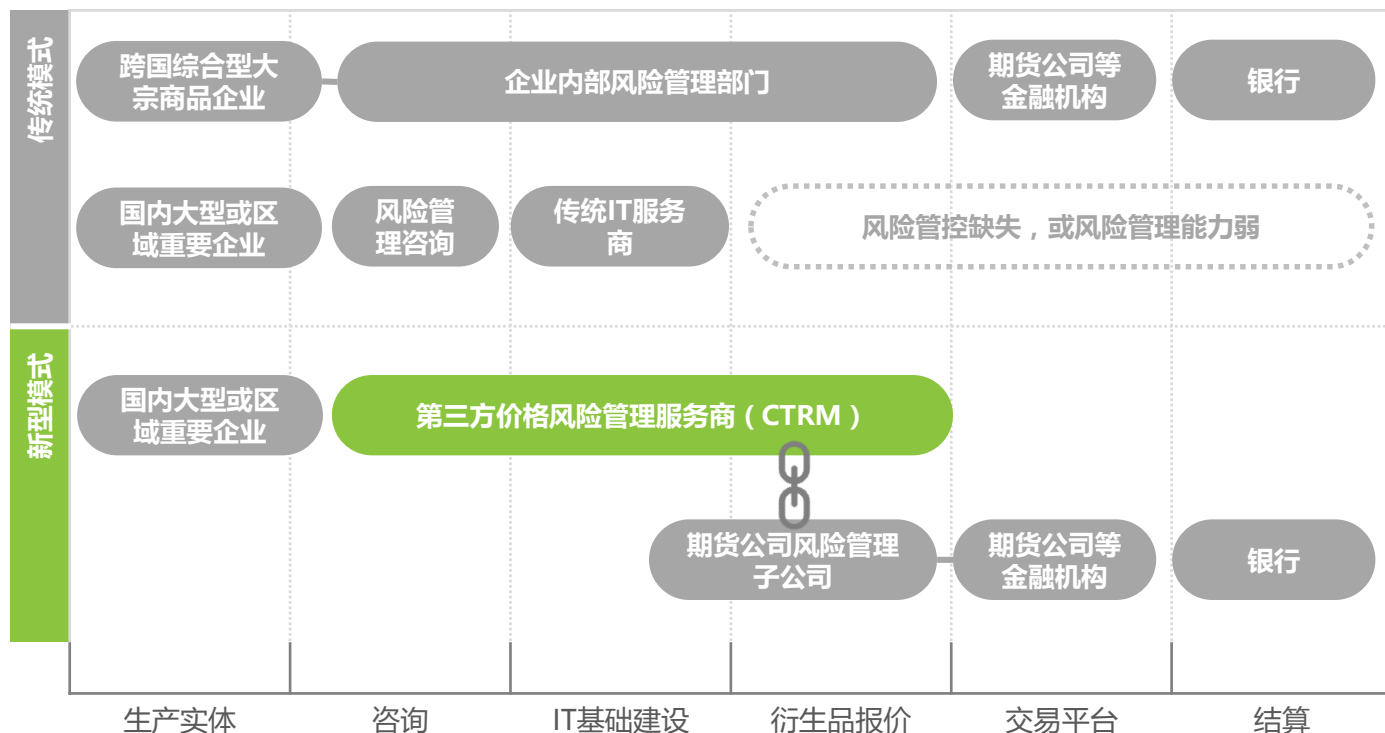 传统模式
跨国综合型大
宗商品企业
企业内部风险管理部门
期货公司等
金融机构
银行
国内大型或区
域重要企业
风险管
理咨询
传统IT服务
商
风险管控缺失，或风险管理能力弱
新型模式
国内大型或区
域重要企业
第三方价格风险管理服务商（CTRM）
期货公司风险管理
子公司
期货公司等
金融机构
银行
生产实体
咨询
IT基础建设
衍生品报价
交易平台
结算